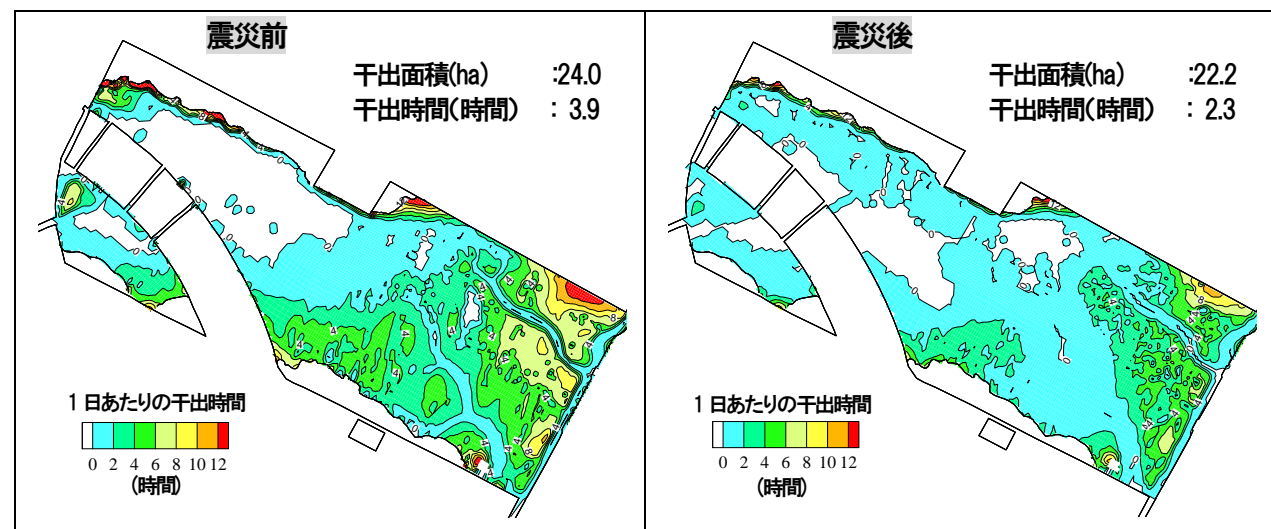 震災前
干出面積(ha) :24.0
干出時間(時間) : 3.9
1日あたりの干出時間
0 2 4 6 8 10 12
(時間)
震災後
干出面積(ha) :22.2
干出時間(時間) : 2.3
1日あたりの干出時間
0 2 4 6 8 10 12
(時間)